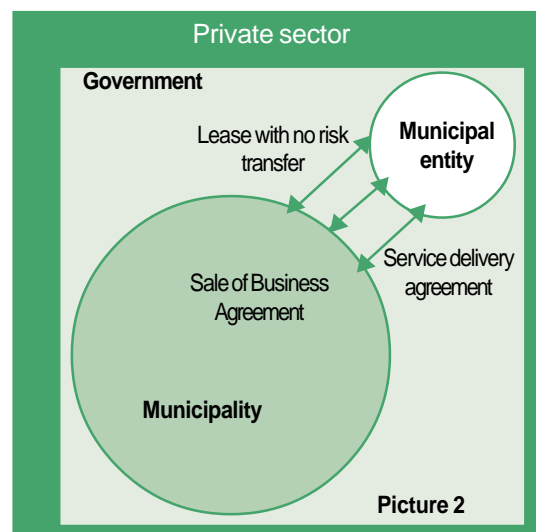 Private sector
Government
Lease with no risk
transfer
Municipal
entity
Service delivery
agreement
Sale of Business
Agreement
Municipality
Picture 2